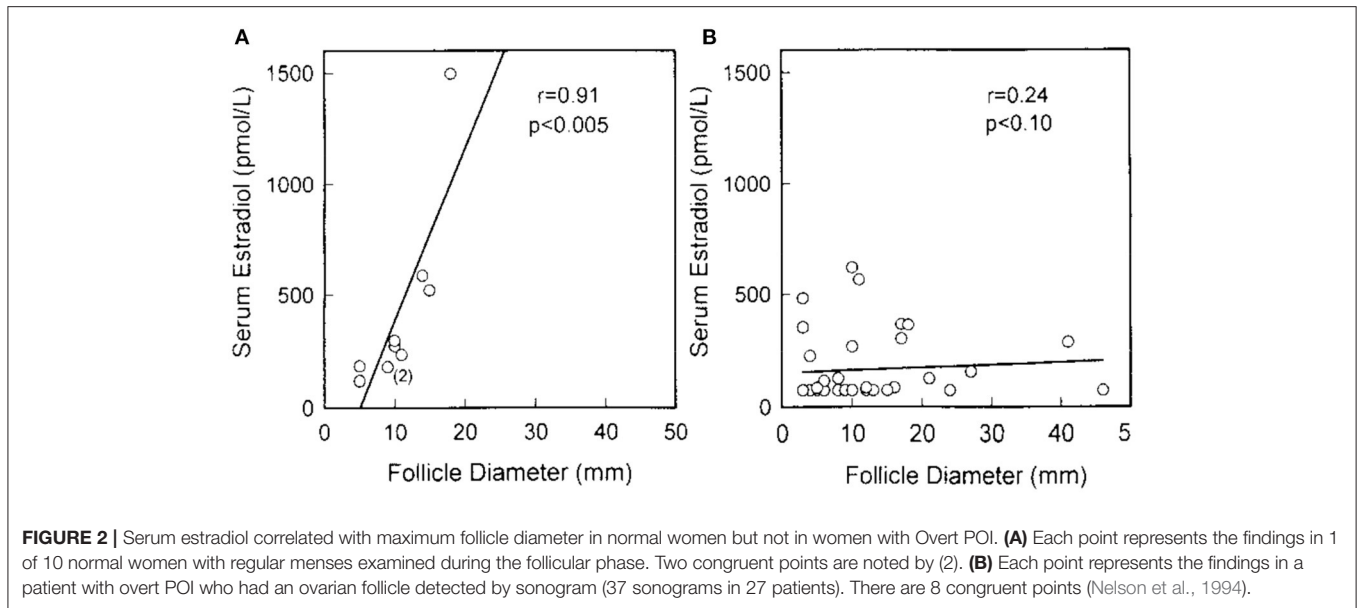 A
B
1500
1000
500
0
Serum Estradiol (pmol/L)
r=0.91
p<0.005
(2)
0 10 20 30 40 50
Follicle Diameter (mm)
1500
1000
500
0
Serum Estradiol (pmol/L)
r=0.24
p<0.10
0 10 20 30 40 5
Follicle Diameter (mm)
FIGURE 2 | Serum estradiol correlated with maximum follicle diameter in normal women but not in women with Overt POI. (A) Each point represents the findings in 1
of 10 normal women with regular menses examined during the follicular phase. Two congruent points are noted by (2). (B) Each point represents the findings in a
patient with overt POI who had an ovarian follicle detected by sonogram (37 sonograms in 27 patients). There are 8 congruent points (Nelson et al., 1994).